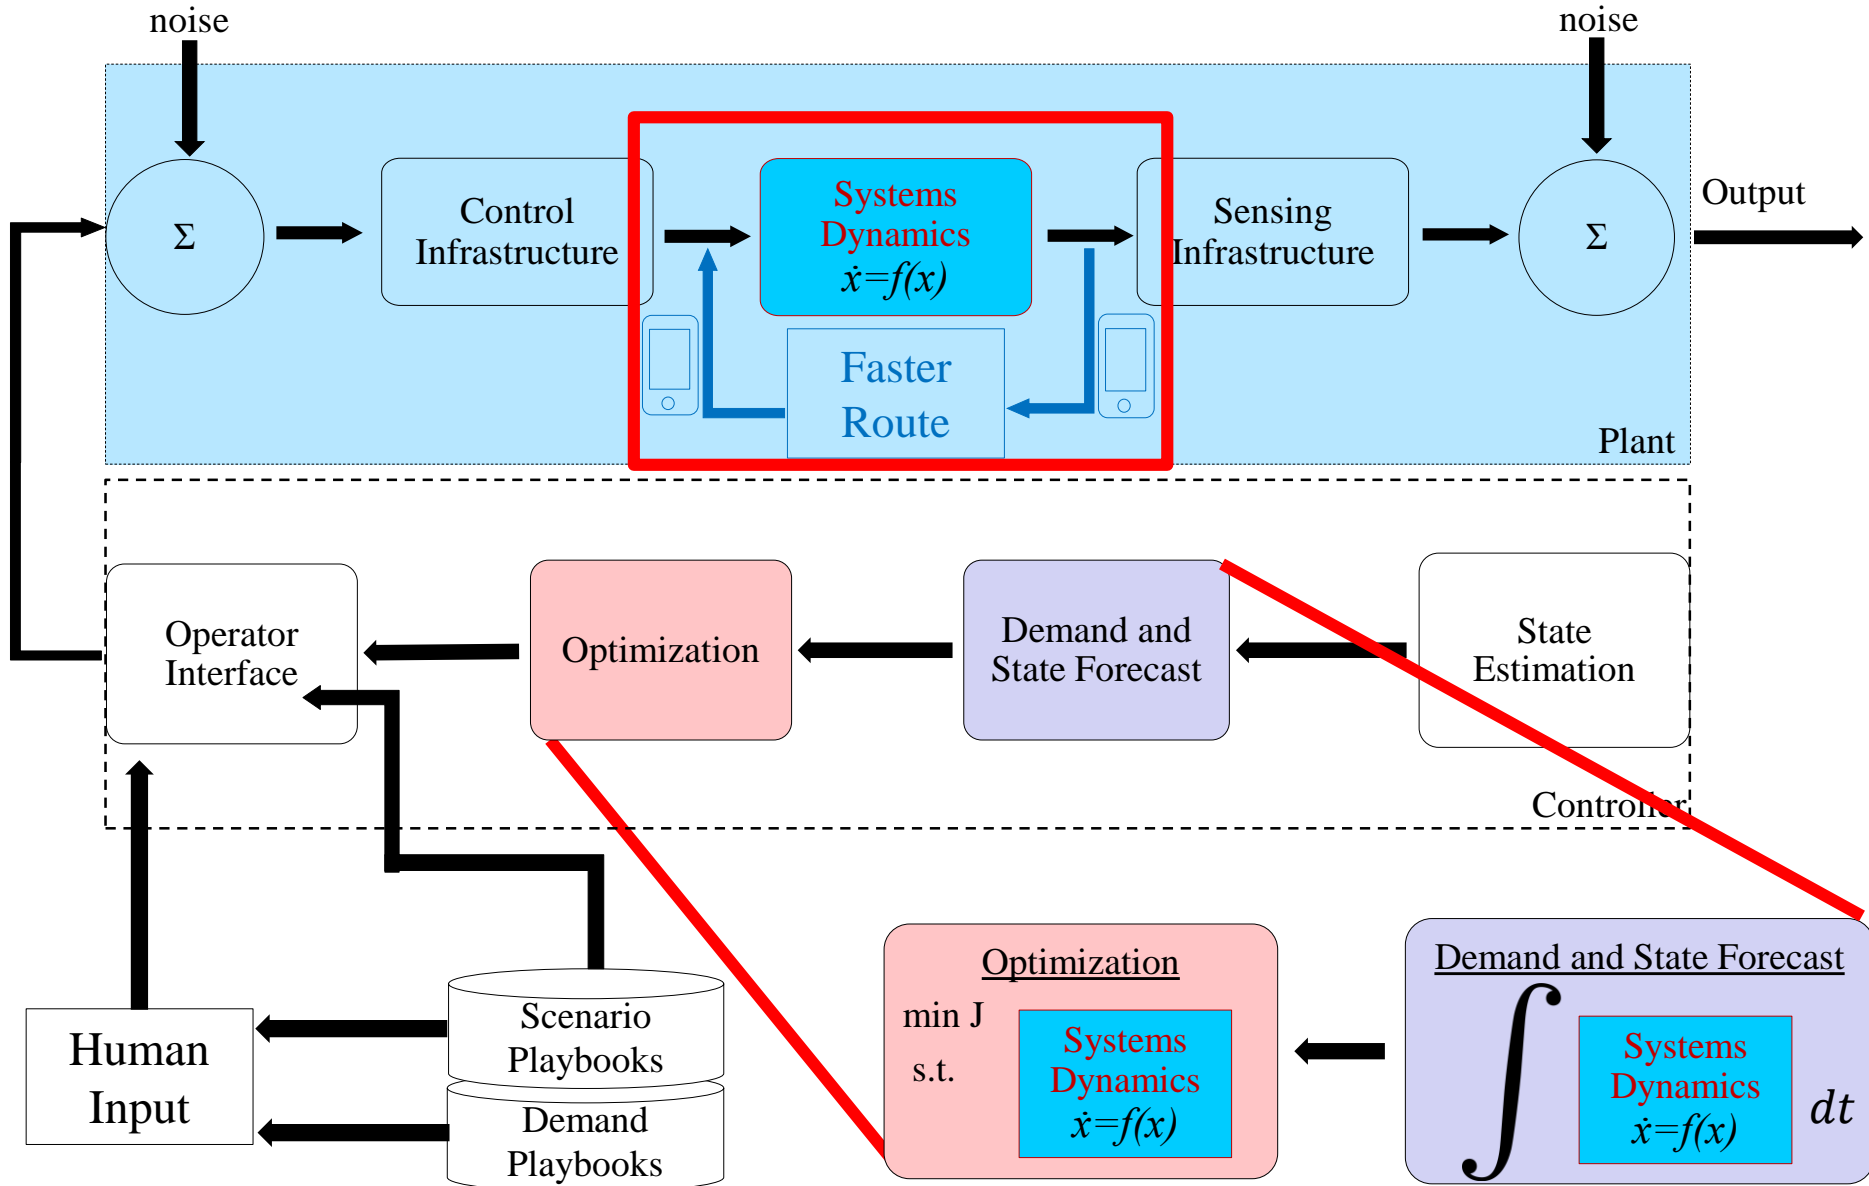 noise
noise
Σ
Control
Infrastructure
Systems
Dynamics
ẋ=f(x)
Sensing
Infrastructure
Σ
Output
Faster
Route
Plant
Operator
Interface
Optimization
Demand and
State Forecast
State
Estimation
Controller
Human
Input
Scenario
Playbooks
Demand
Playbooks
Optimization
min J
s.t.
Systems
Dynamics
ẋ=f(x)
Demand and State Forecast
∫
Systems
Dynamics
ẋ=f(x)
dt